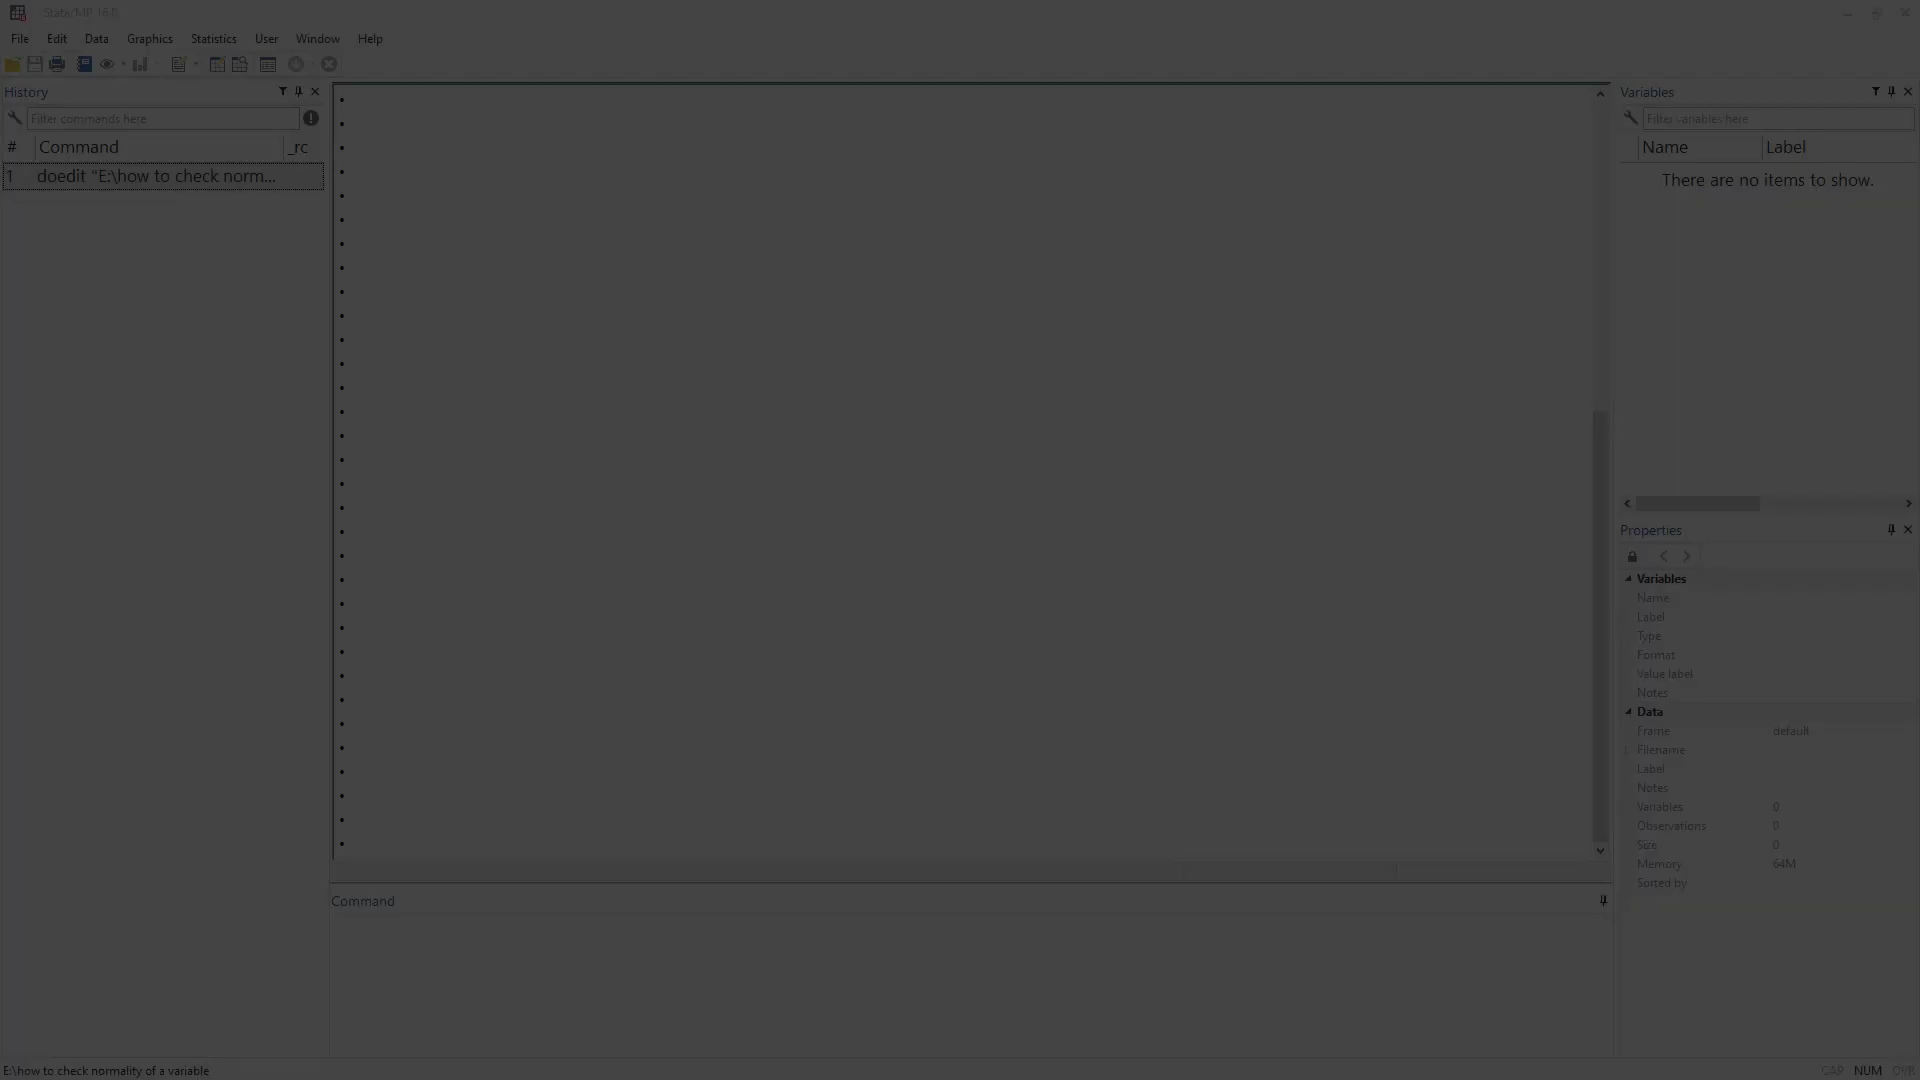 Stata/MP 16.0
File Edit Data Graphics Statistics User Window Help
History
Filter commands here
# Command _rc
1 doedit "E:\how to check norm...
Command
Variables
Filter variables here
Name Label
There are no items to show.
Properties
Variables
Name
Label
Type
Format
Value label
Notes
Data
Frame default
Filename
Label
Notes
Variables 0
Observations 0
Size 0
Memory 64M
Sorted by
E:\how to check normality of a variable
CAP NUM OVR